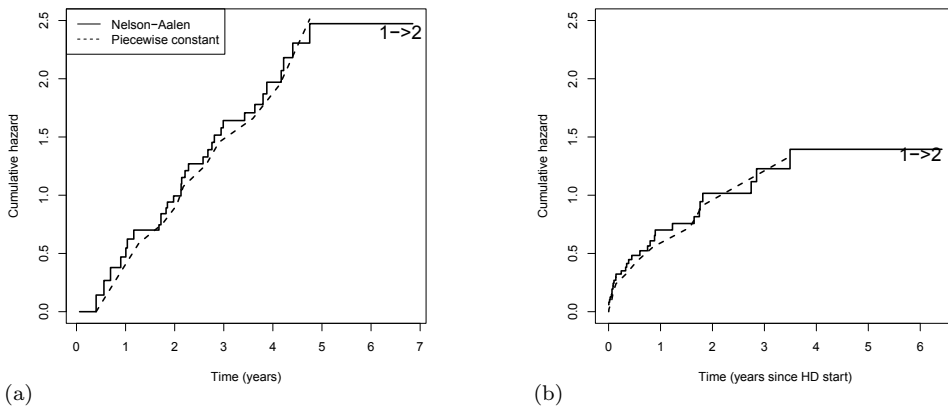 Nelson−Aalen
Piecewise constant
1−>2
Cumulative hazard
0.0 0.5 1.0 1.5 2.0 2.5
0 1 2 3 4 5 6 7
Time (years)
(a)
1−>2
Cumulative hazard
0.0 0.5 1.0 1.5 2.0 2.5
0 1 2 3 4 5 6
Time (years since HD start)
(b)